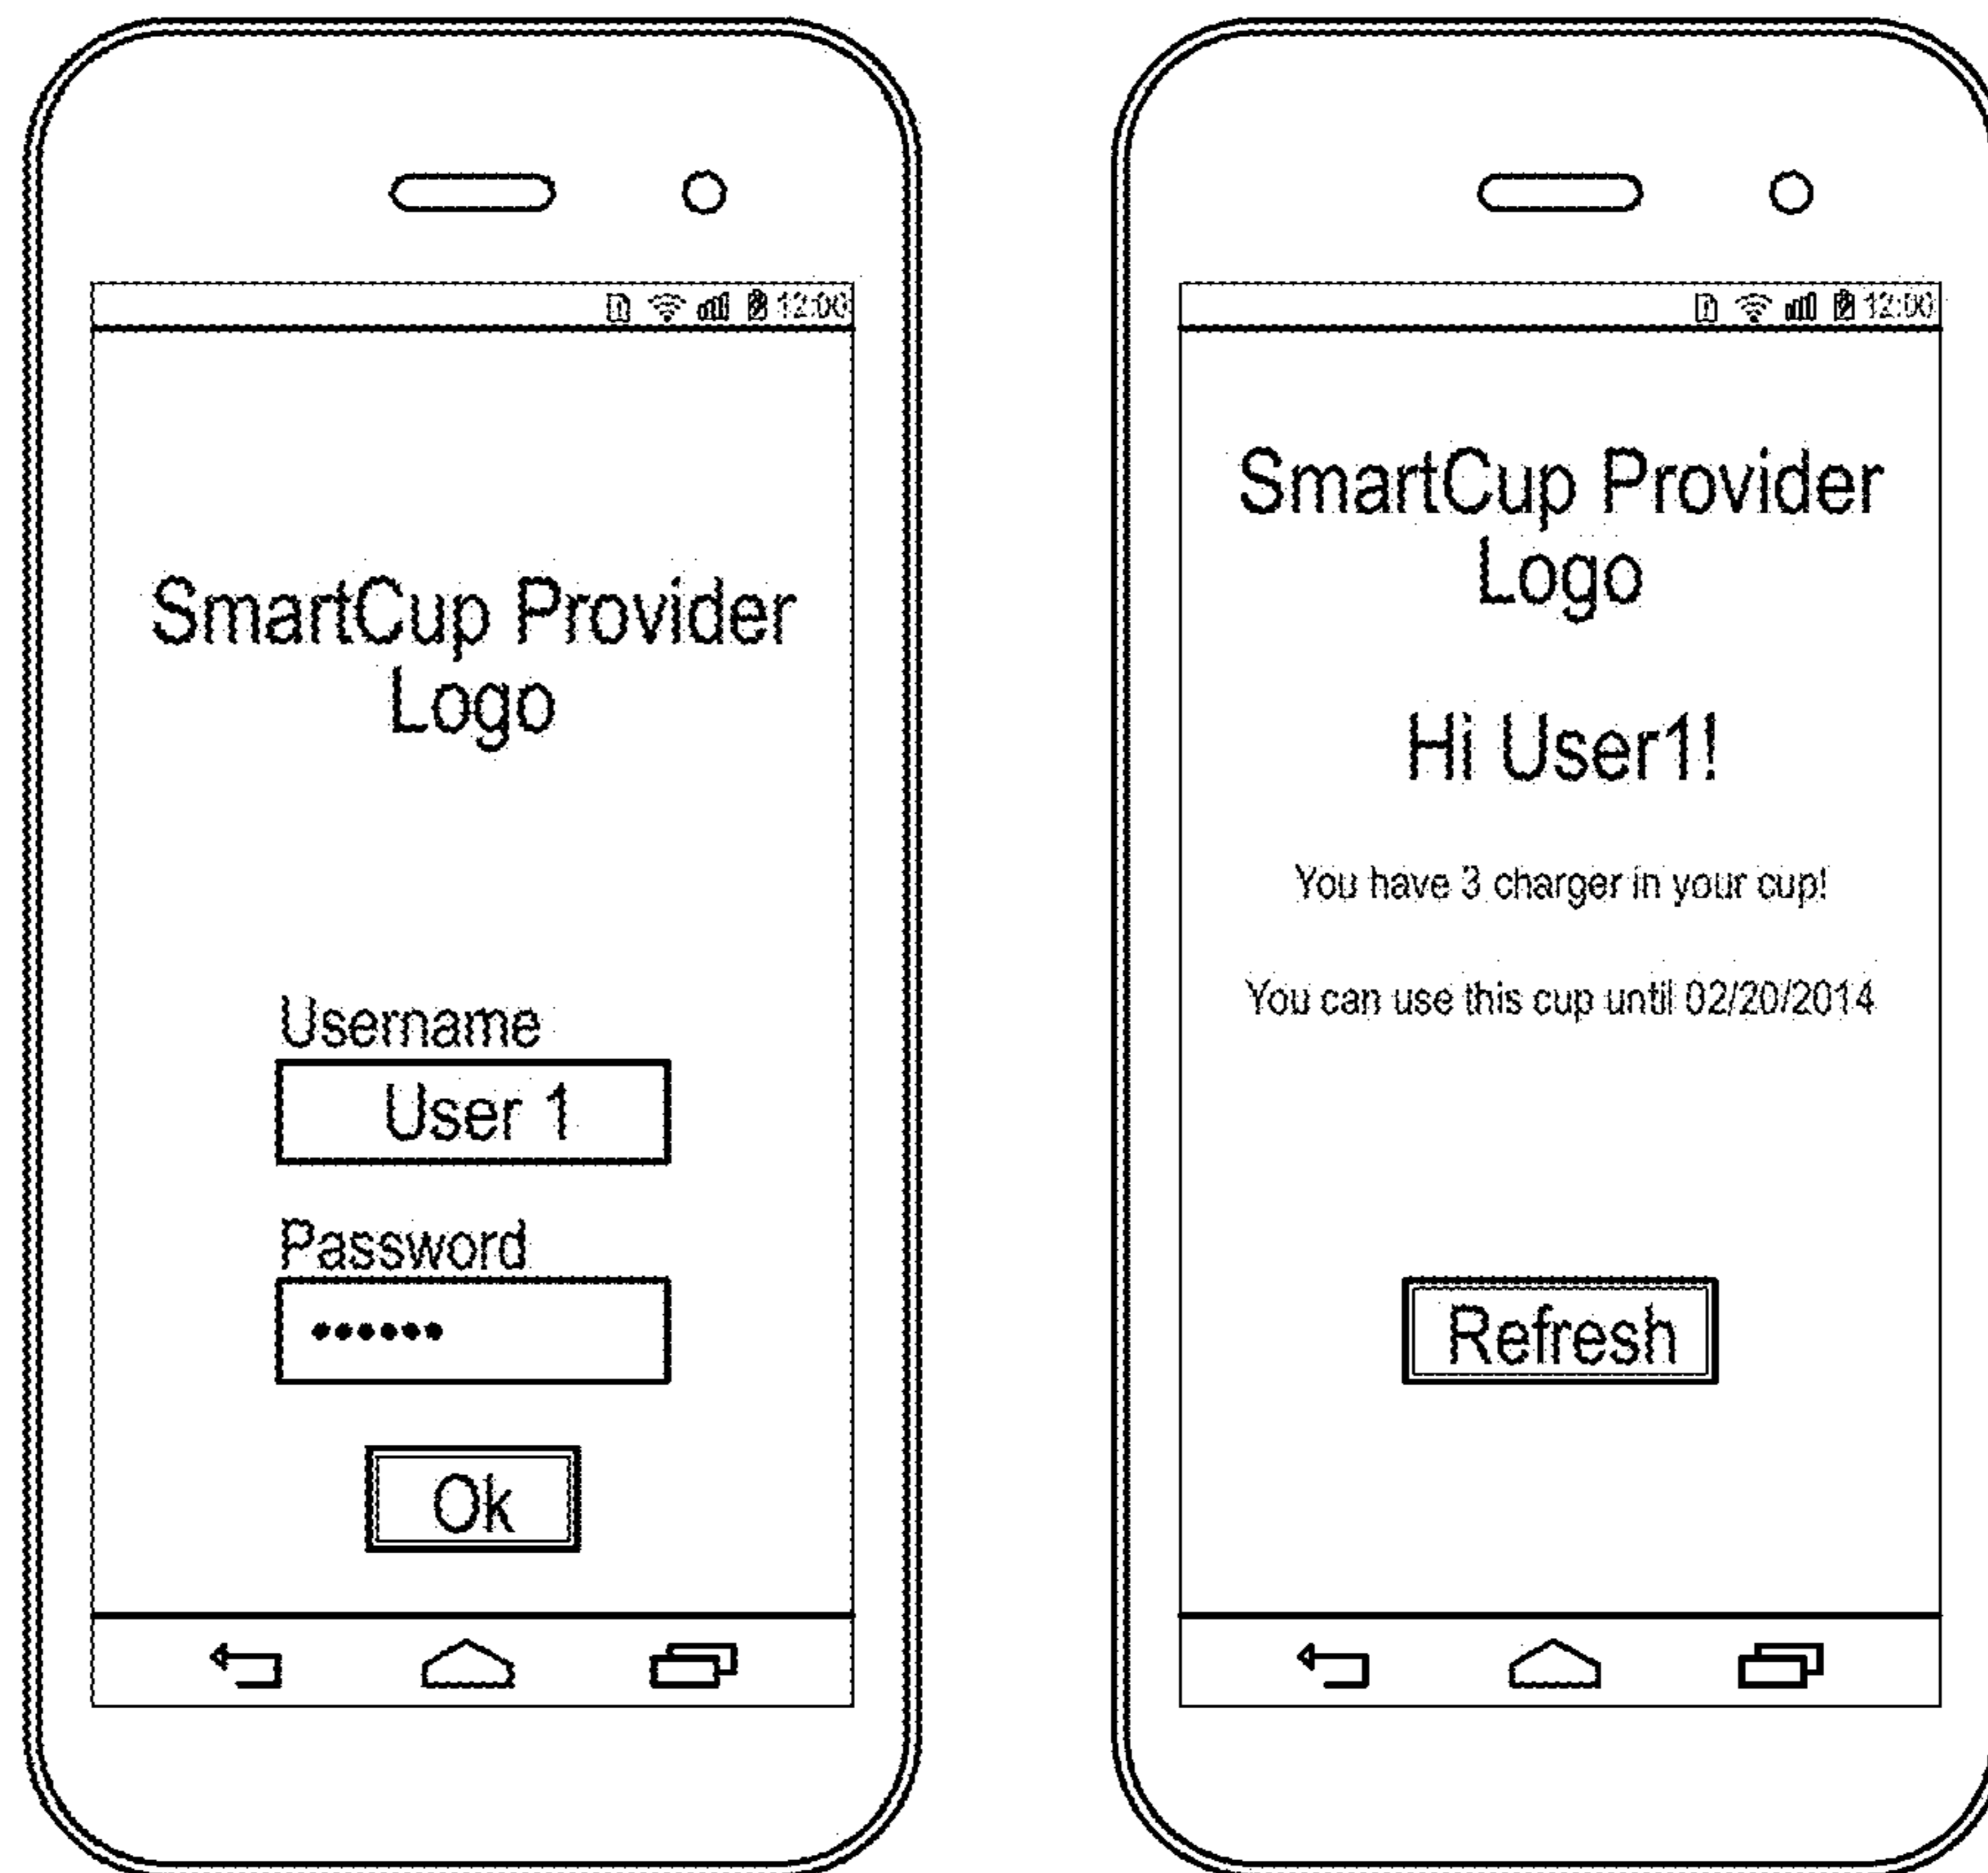 12:00
SmartCup Provider
Logo
Username
User 1
Password
••••••
Ok
12:00
SmartCup Provider
Logo
Hi User1!
You have 3 charger in your cup!
You can use this cup until 02/20/2014
Refresh